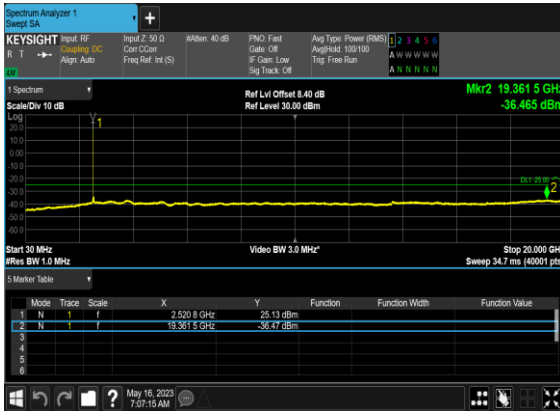 Spectrum Analyzer 1
Swept SA
+
KEYSIGHT Input: RF Input Z: 50 Ω #Atten: 40 dB PNO: Fast Avg Type: Power (RMS) 1 2 3 4 5 6
R T Coupling: DC Corr CCorr Gate: Off Avg|Hold: 100/100 A W W W W W
Align: Auto Freq Ref: Int (S) IF Gain: Low Trig: Free Run
Sig Track: Off A N N N N N
1 Spectrum Ref Lvl Offset 8.40 dB Mkr2 19.361 5 GHz
Scale/Div 10 dB Ref Level 30.00 dBm -36.465 dBm
Log
1
20.0
10.0
0.00
-10.0
-20.0
DL1 -25.00
2
-30.0
-40.0
-50.0
-60.0
Start 30 MHz Video BW 3.0 MHz* Stop 20.000 GH
#Res BW 1.0 MHz Sweep 34.7 ms (40001 pts
5 Marker Table
Mode Trace Scale X Y Function Function Width Function Value
1 N 1 f 2.520 8 GHz 25.13 dBm
2 N 1 f 19.361 5 GHz -36.47 dBm
3
4
5
6
? May 16, 2023
7:07:15 AM